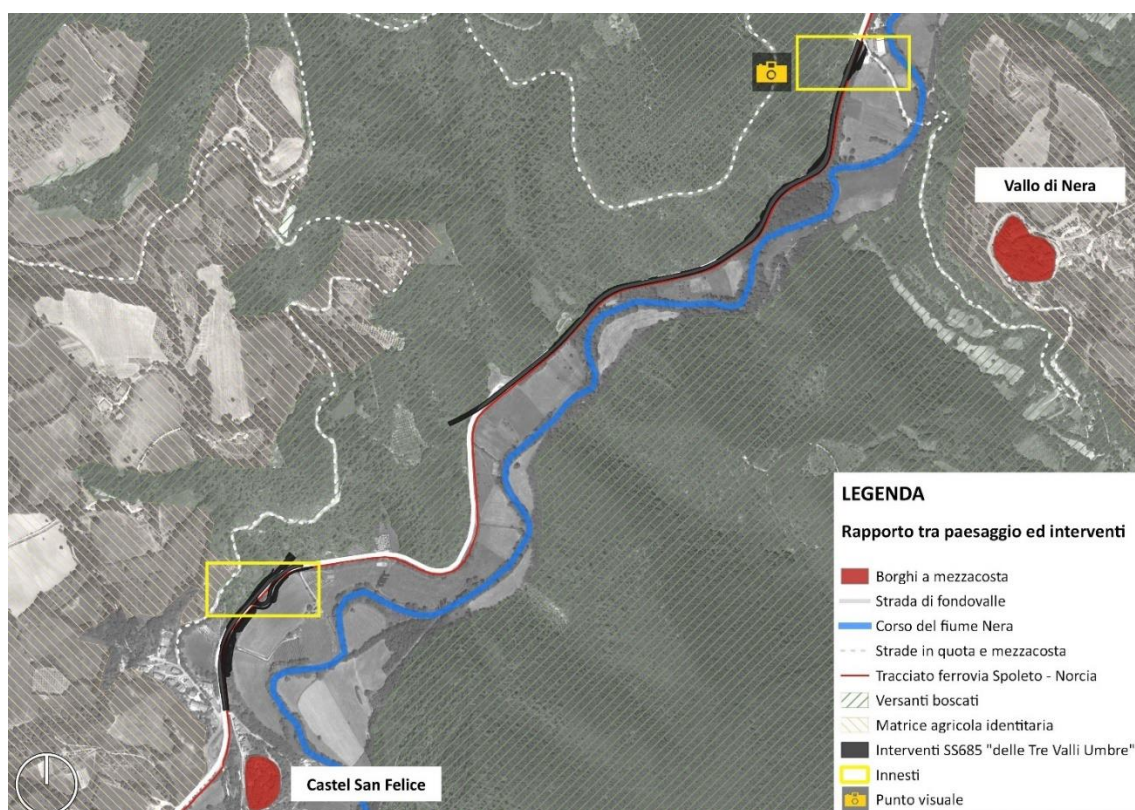 Vallo di Nera
Castel San Felice
LEGENDA
Rapporto tra paesaggio ed interventi
Borghi a mezzacosta
Strada di fondovalle
Corso del fiume Nera
Strade in quota e mezzacosta
Tracciato ferrovia Spoleto - Norcia
Versanti boscati
Matrice agricola identitaria
Interventi SS685 "delle Tre Valli Umbre"
Innesti
Punto visuale